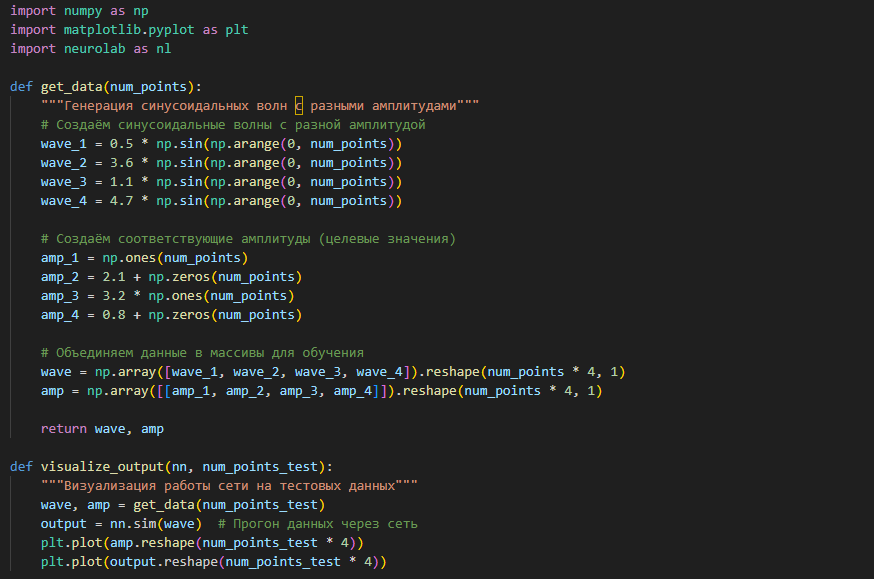 import numpy as np
import matplotlib.pyplot as plt
import neurolab as nl
def get_data(num_points):
"""Генерация синусоидальных волн с разными амплитудами"""
# Создаём синусоидальные волны с разной амплитудой
wave_1 = 0.5 * np.sin(np.arange(0, num_points))
wave_2 = 3.6 * np.sin(np.arange(0, num_points))
wave_3 = 1.1 * np.sin(np.arange(0, num_points))
wave_4 = 4.7 * np.sin(np.arange(0, num_points))
# Создаём соответствующие амплитуды (целевые значения)
amp_1 = np.ones(num_points)
amp_2 = 2.1 + np.zeros(num_points)
amp_3 = 3.2 * np.ones(num_points)
amp_4 = 0.8 + np.zeros(num_points)
# Объединяем данные в массивы для обучения
wave = np.array([wave_1, wave_2, wave_3, wave_4]).reshape(num_points * 4, 1)
amp = np.array([[amp_1, amp_2, amp_3, amp_4]]).reshape(num_points * 4, 1)
return wave, amp
def visualize_output(nn, num_points_test):
"""Визуализация работы сети на тестовых данных"""
wave, amp = get_data(num_points_test)
output = nn.sim(wave)  # Прогон данных через сеть
plt.plot(amp.reshape(num_points_test * 4))
plt.plot(output.reshape(num_points_test * 4))